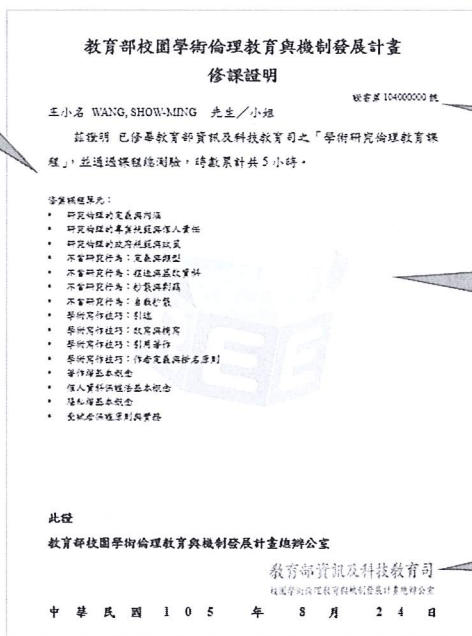 教育部校園學術倫理教育與機制發展計畫
修課證明
證書第 104000000 號
王小名 WANG, SHOW-MING 先生／小姐
茲證明 已修畢教育部資訊及科技教育司之「學術研究倫理教育課
程」，並通過課程總測驗，時數累計共 5 小時。
修業課程單元：
• 研究倫理的定義與內涵
• 研究倫理的專業規範與個人責任
• 研究倫理的政府規範與政策
• 不當研究行為：定義與類型
• 不當研究行為：捏造與篡改資料
• 不當研究行為：抄襲與剽竊
• 不當研究行為：自我抄襲
• 學術寫作技巧：引述
• 學術寫作技巧：改寫與摘寫
• 學術寫作技巧：引用著作
• 學術寫作技巧：作者定義與掛名原則
• 著作權基本概念
• 個人資料保護法基本概念
• 隱私權基本概念
• 受試者保護原則與實務
此證
教育部校園學術倫理教育與機制發展計畫總辦公室
教育部資訊及科技教育司
校園學術倫理教育與機制發展計畫總辦公室
中華民國 105 年 8 月 24 日